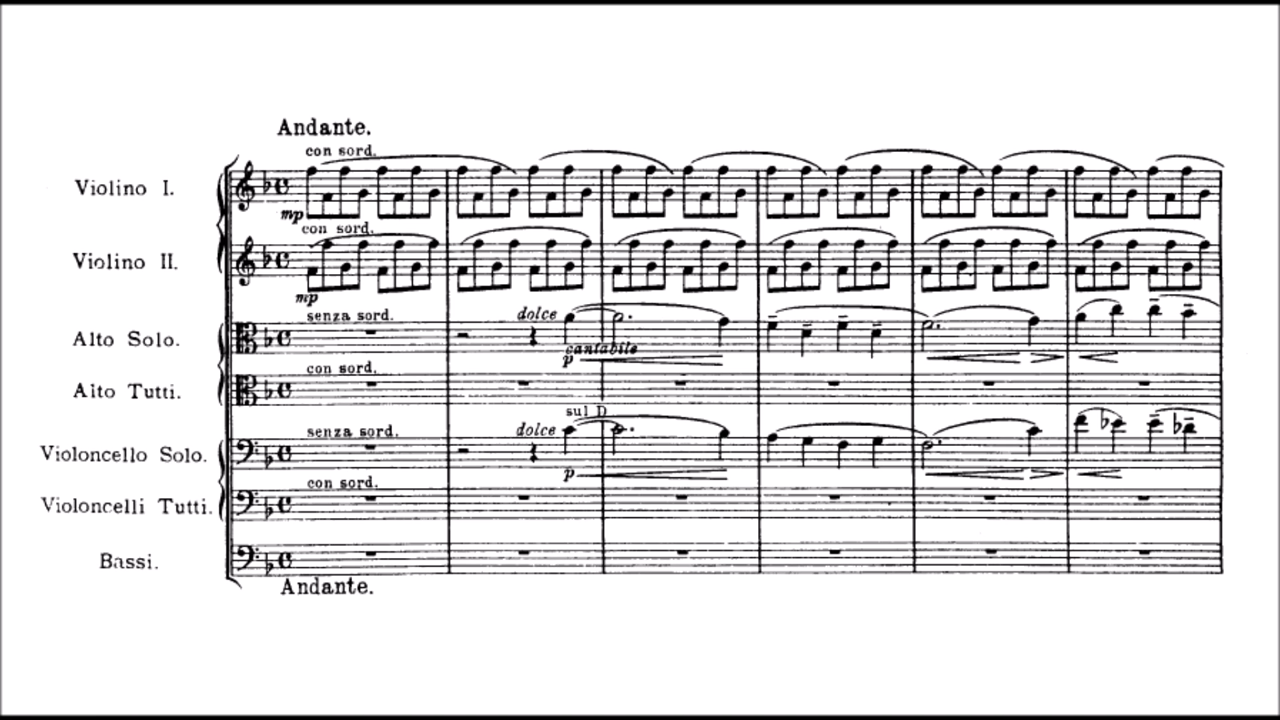 Andante.
con sord.
Violino I.
mp
con sord.
Violino II.
mp
senza sord.
dolce
Alto Solo.
cantabile
p
con sord.
Alto Tutti.
sul D
senza sord.
dolce
Violoncello Solo.
p
con sord.
Violoncelli Tutti.
Bassi.
Andante.